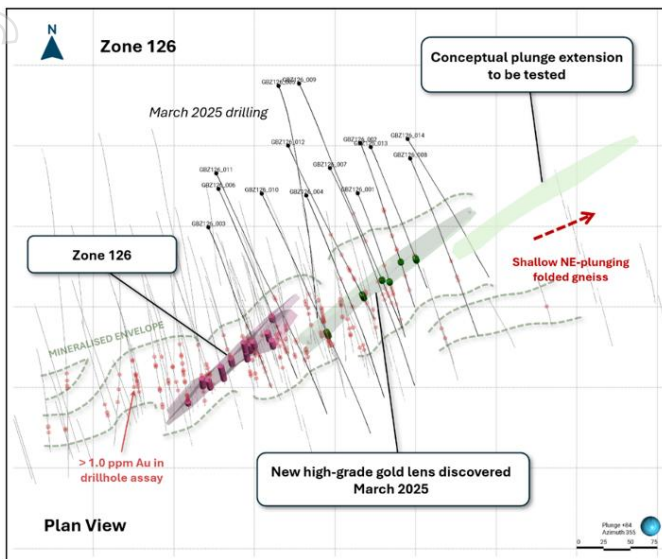 N
Zone 126
Conceptual plunge extension
to be tested
March 2025 drilling
GBZ126_009
GBZ126_012
GBZ126_002
GBZ126_013
GBZ126_014
GBZ126_008
GBZ126_007
GBZ126_011
GBZ126_006
GBZ126_010
GBZ126_004
GBZ126_001
GBZ126_003
Shallow NE-plunging
folded gneiss
Zone 126
MINERALISED ENVELOPE
> 1.0 ppm Au in
drillhole assay
New high-grade gold lens discovered
March 2025
Plan View
Plunge +84
Azimuth 355
0 25 50 75